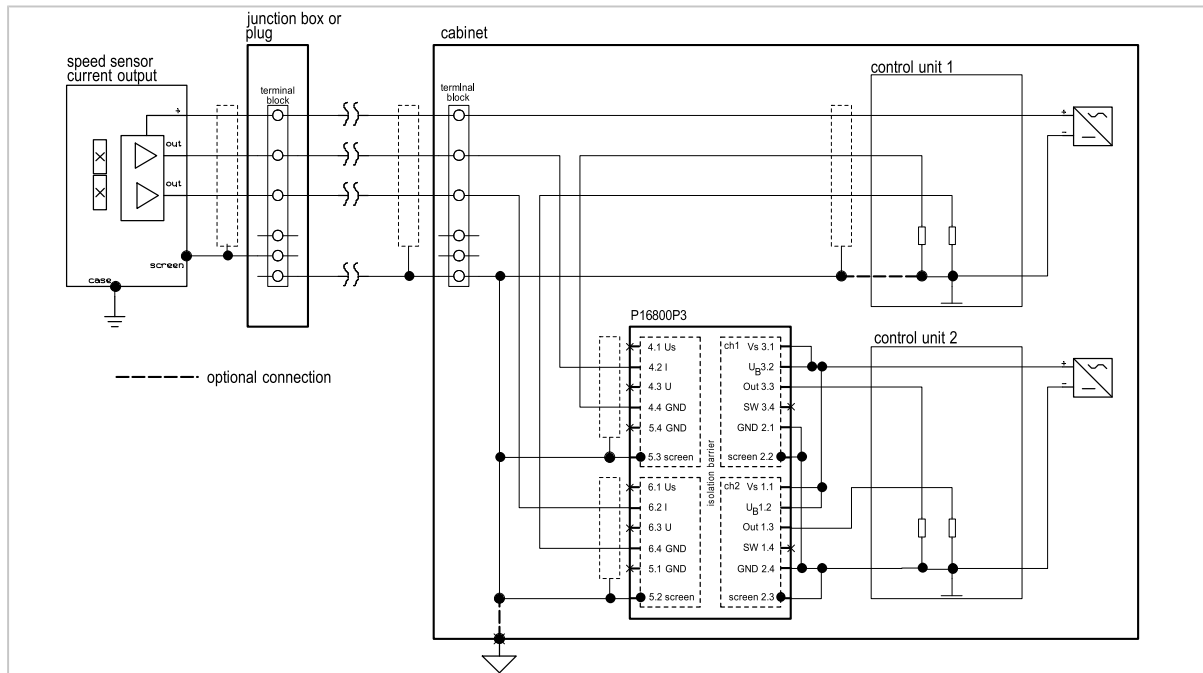 junction box or
plug
cabinet
speed sensor
current output
control unit 1
terminal
block
terminal
block
+
out
out
screen
case
+
-
P16800P3
control unit 2
optional connection
4.1 Us
4.2 I
4.3 U
4.4 GND
5.4 GND
5.3 screen
6.1 Us
6.2 I
6.3 U
6.4 GND
5.1 GND
5.2 screen
isolation barrier
ch1 Vs 3.1
UB3.2
Out 3.3
SW 3.4
GND 2.1
screen 2.2
ch2 Vs 1.1
UB1.2
Out 1.3
SW 1.4
GND 2.4
screen 2.3
+
-